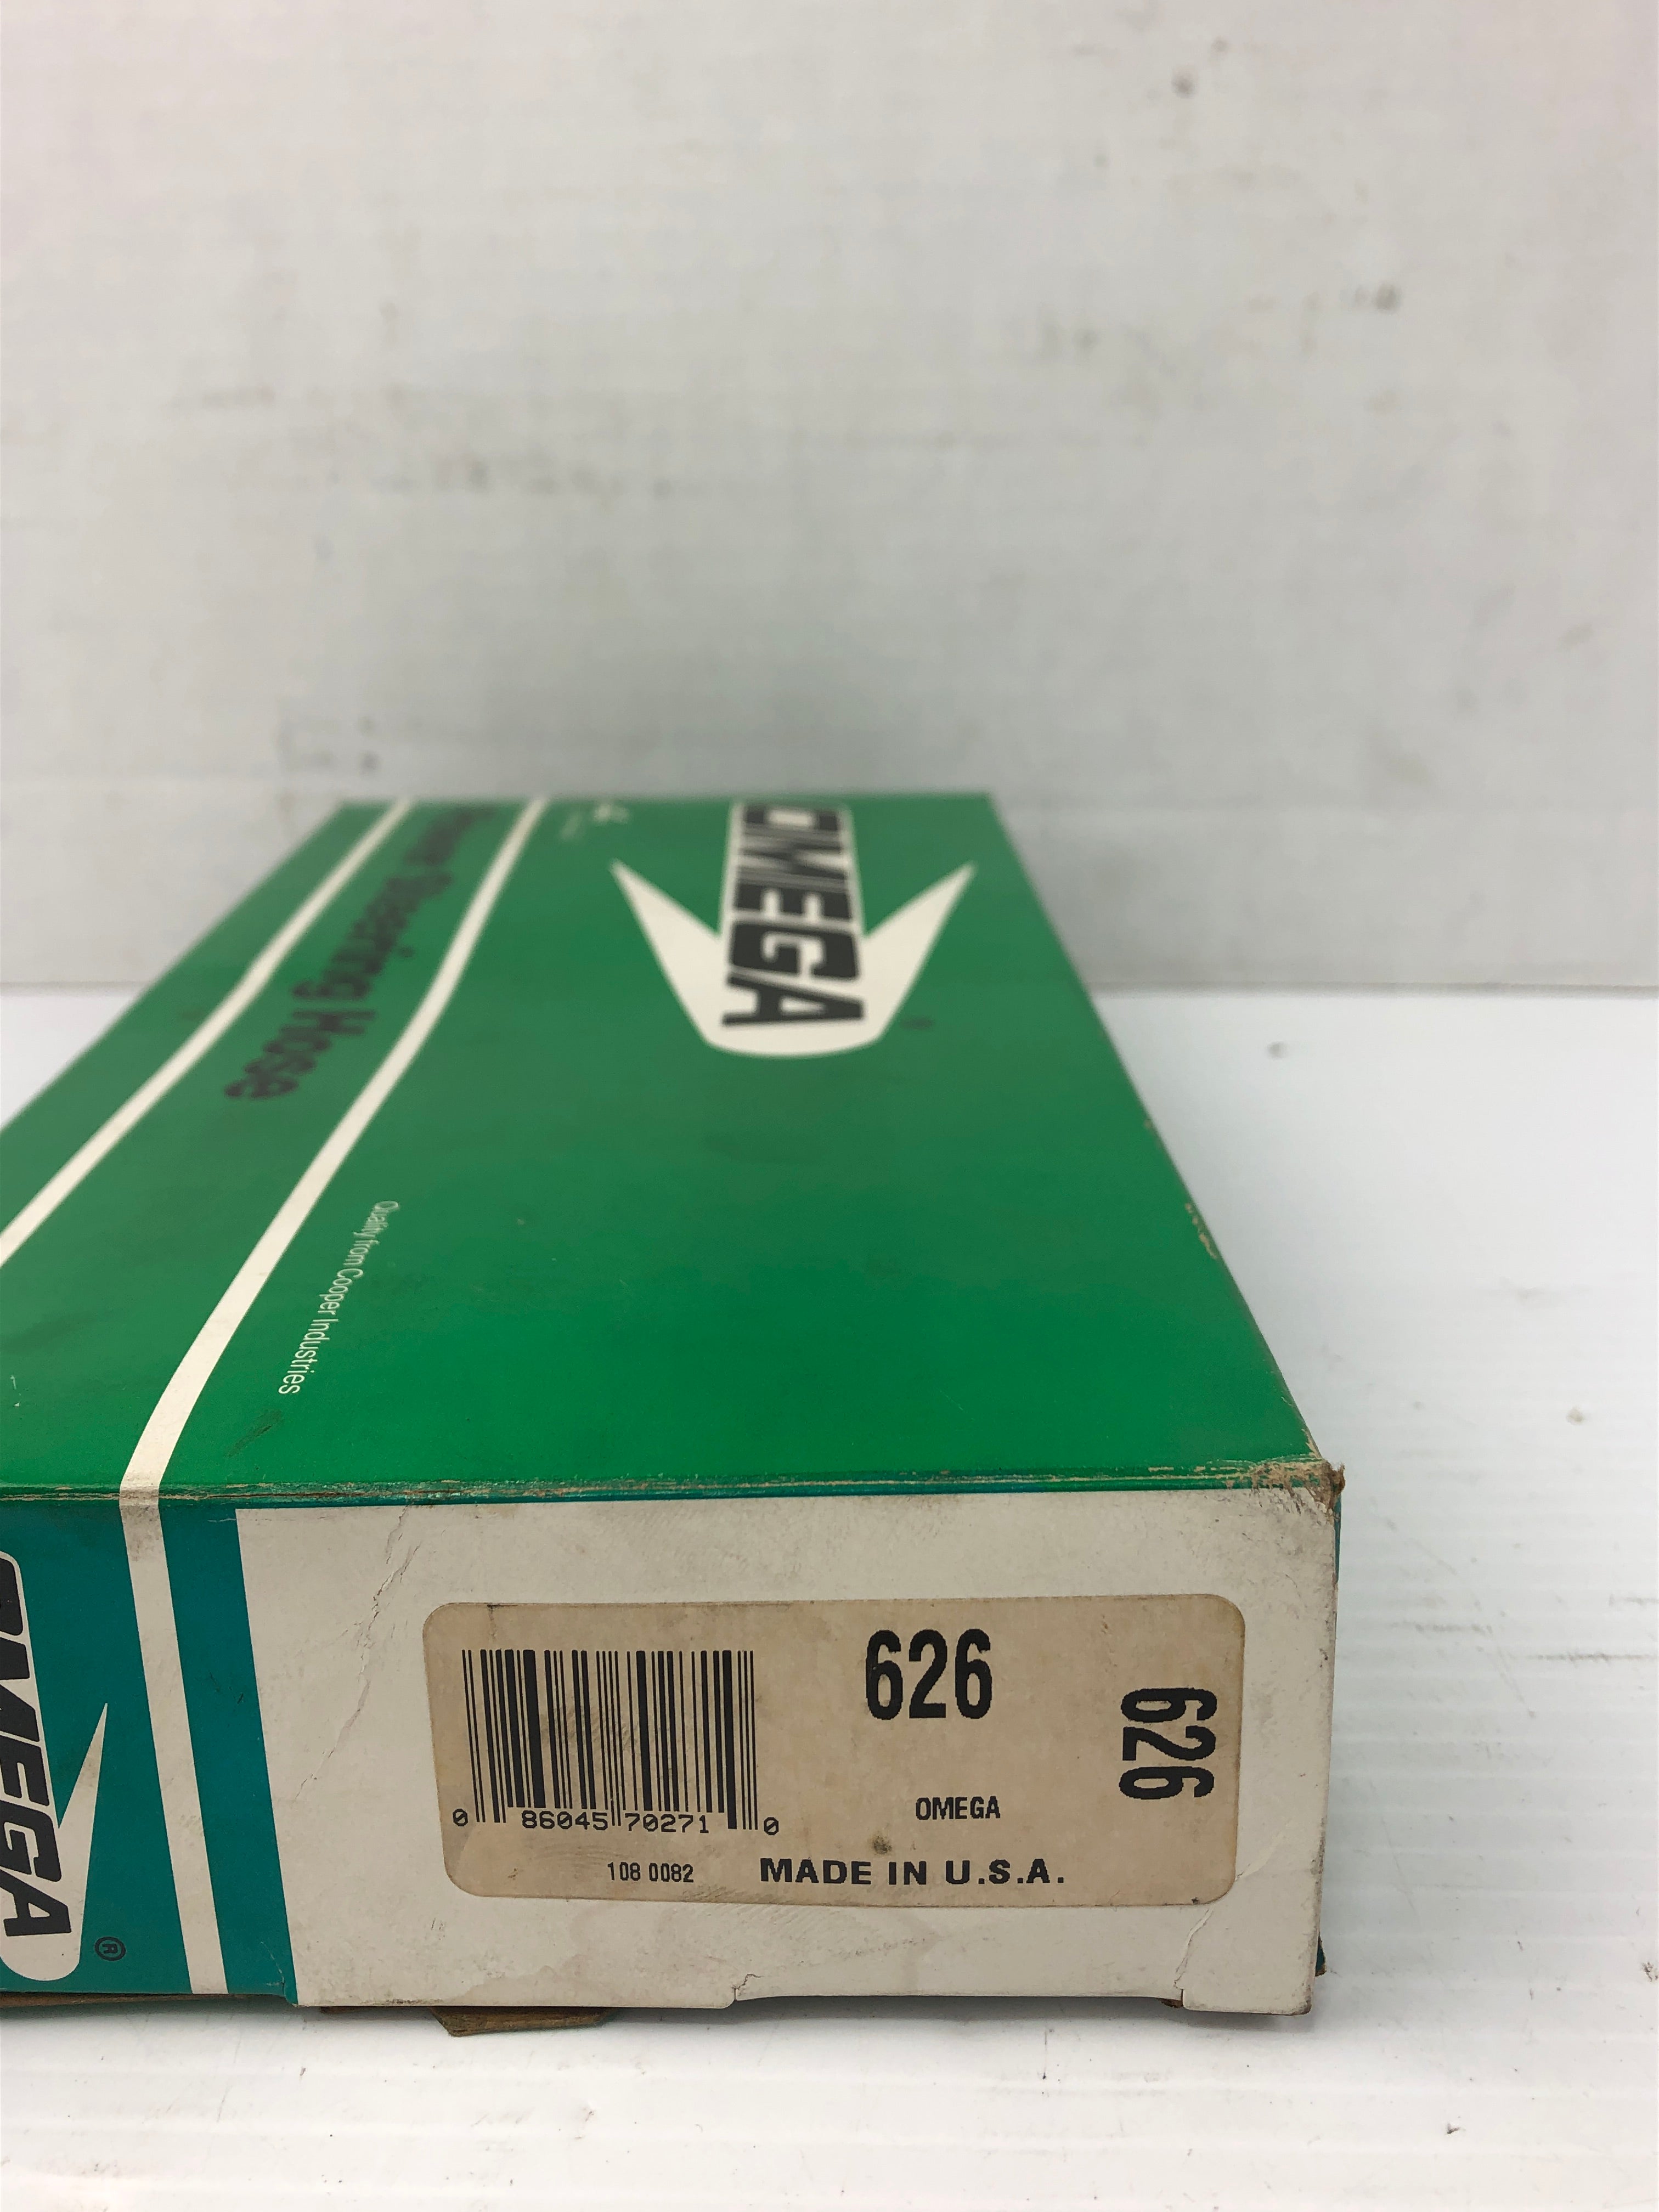 OMEGA
®
Steering Hose
Quality from Cooper Industries
OMEGA
®
626
626
0 86045 70271 0
OMEGA
108 0082
MADE IN U.S.A.